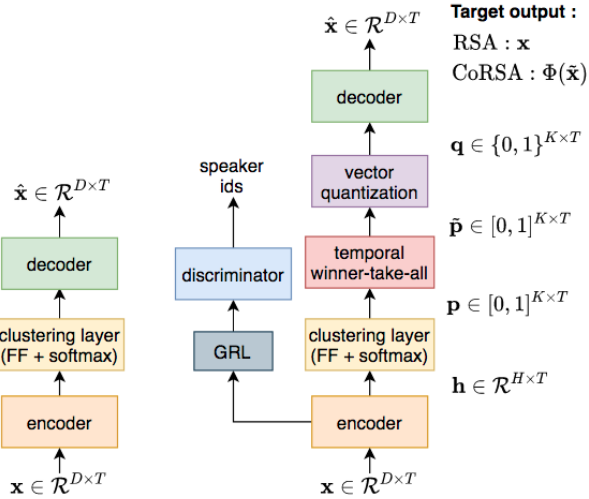 x̂ ∈ ℛ^{D×T}
decoder
clustering layer
(FF + softmax)
encoder
x ∈ ℛ^{D×T}
speaker
ids
discriminator
GRL
x̂ ∈ ℛ^{D×T}
decoder
vector
quantization
temporal
winner-take-all
clustering layer
(FF + softmax)
encoder
x ∈ ℛ^{D×T}
Target output :
RSA : x
CoRSA : Φ(x̃)
q ∈ {0, 1}^{K×T}
p̃ ∈ [0, 1]^{K×T}
p ∈ [0, 1]^{K×T}
h ∈ ℛ^{H×T}